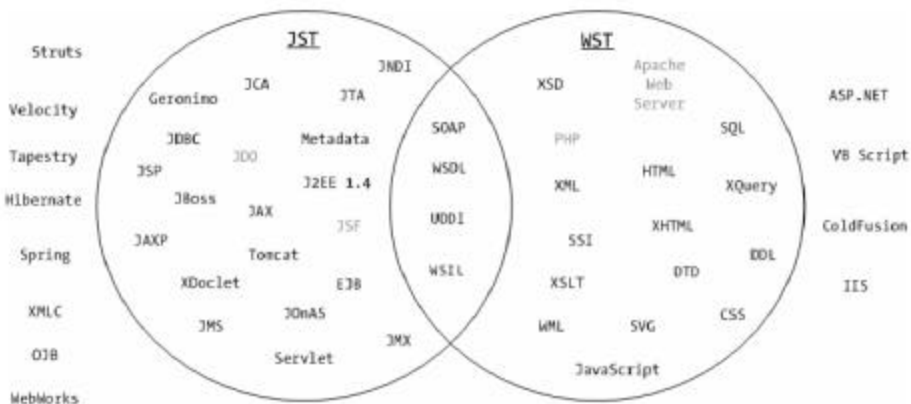 JST
WST
Struts
Velocity
Tapestry
Hibernate
Spring
XMLC
OJB
WebWorks
JNDI
JCA
JTA
Geronimo
JDBC
Metadata
JDO
JSP
J2EE 1.4
JBoss
JAX
JSF
JAXP
Tomcat
XDoclet
EJB
JOnAS
JMS
JMX
Servlet
SOAP
WSDL
UDDI
WSIL
Apache
Web
Server
XSD
SQL
PHP
HTML
XML
XQuery
XHTML
SSI
DDL
DTD
XSLT
CSS
WML
SVG
JavaScript
ASP.NET
VB Script
ColdFusion
IIS